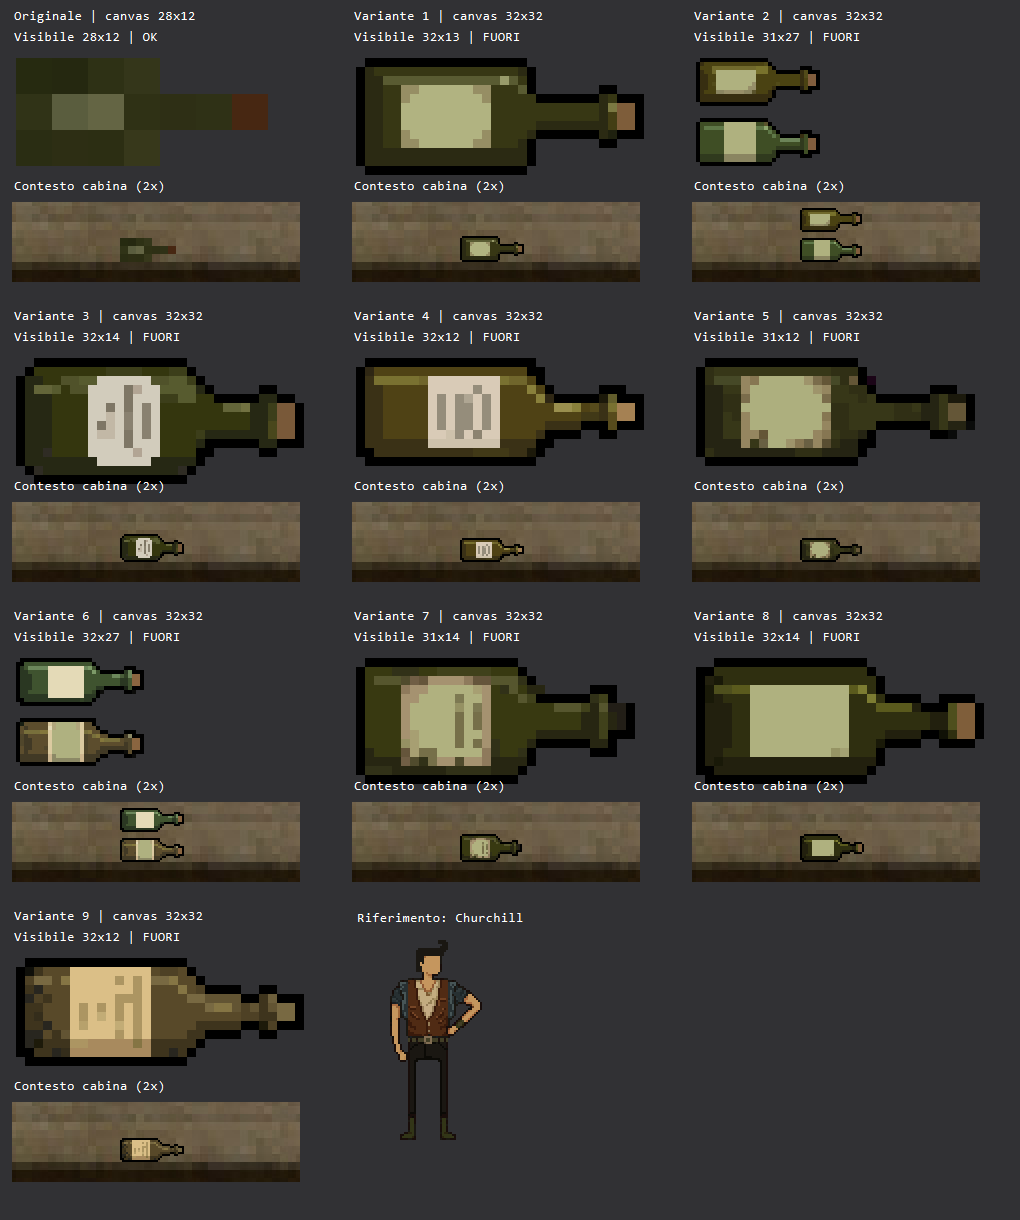 Originale | canvas 28x12
Visibile 28x12 | OK
Contesto cabina (2x)
Variante 1 | canvas 32x32
Visibile 32x13 | FUORI
Contesto cabina (2x)
Variante 2 | canvas 32x32
Visibile 31x27 | FUORI
Contesto cabina (2x)
Variante 3 | canvas 32x32
Visibile 32x14 | FUORI
Contesto cabina (2x)
Variante 4 | canvas 32x32
Visibile 32x12 | FUORI
Contesto cabina (2x)
Variante 5 | canvas 32x32
Visibile 31x12 | FUORI
Contesto cabina (2x)
Variante 6 | canvas 32x32
Visibile 32x27 | FUORI
Contesto cabina (2x)
Variante 7 | canvas 32x32
Visibile 31x14 | FUORI
Contesto cabina (2x)
Variante 8 | canvas 32x32
Visibile 32x14 | FUORI
Contesto cabina (2x)
Variante 9 | canvas 32x32
Visibile 32x12 | FUORI
Contesto cabina (2x)
Riferimento: Churchill